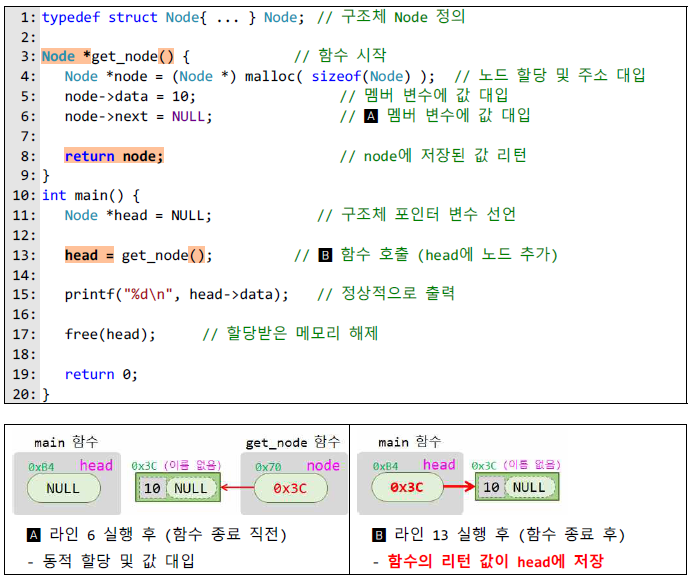 1: typedef struct Node{ ... } Node; // 구조체 Node 정의
2:
3: Node *get_node() { // 함수 시작
4: Node *node = (Node *) malloc( sizeof(Node) ); // 노드 할당 및 주소 대입
5: node->data = 10; // 멤버 변수에 값 대입
6: node->next = NULL; // A 멤버 변수에 값 대입
7:
8: return node; // node에 저장된 값 리턴
9: }
10: int main() {
11: Node *head = NULL; // 구조체 포인터 변수 선언
12:
13: head = get_node(); // B 함수 호출 (head에 노드 추가)
14:
15: printf("%d\n", head->data); // 정상적으로 출력
16:
17: free(head); // 할당받은 메모리 해제
18:
19: return 0;
20: }
main 함수
get_node 함수
0xB4 head
0x3C (이름 없음)
0x70 node
NULL
10 NULL
0x3C
A 라인 6 실행 후 (함수 종료 직전)
- 동적 할당 및 값 대입
main 함수
0xB4 head
0x3C (이름 없음)
0x3C
10 NULL
B 라인 13 실행 후 (함수 종료 후)
- 함수의 리턴 값이 head에 저장